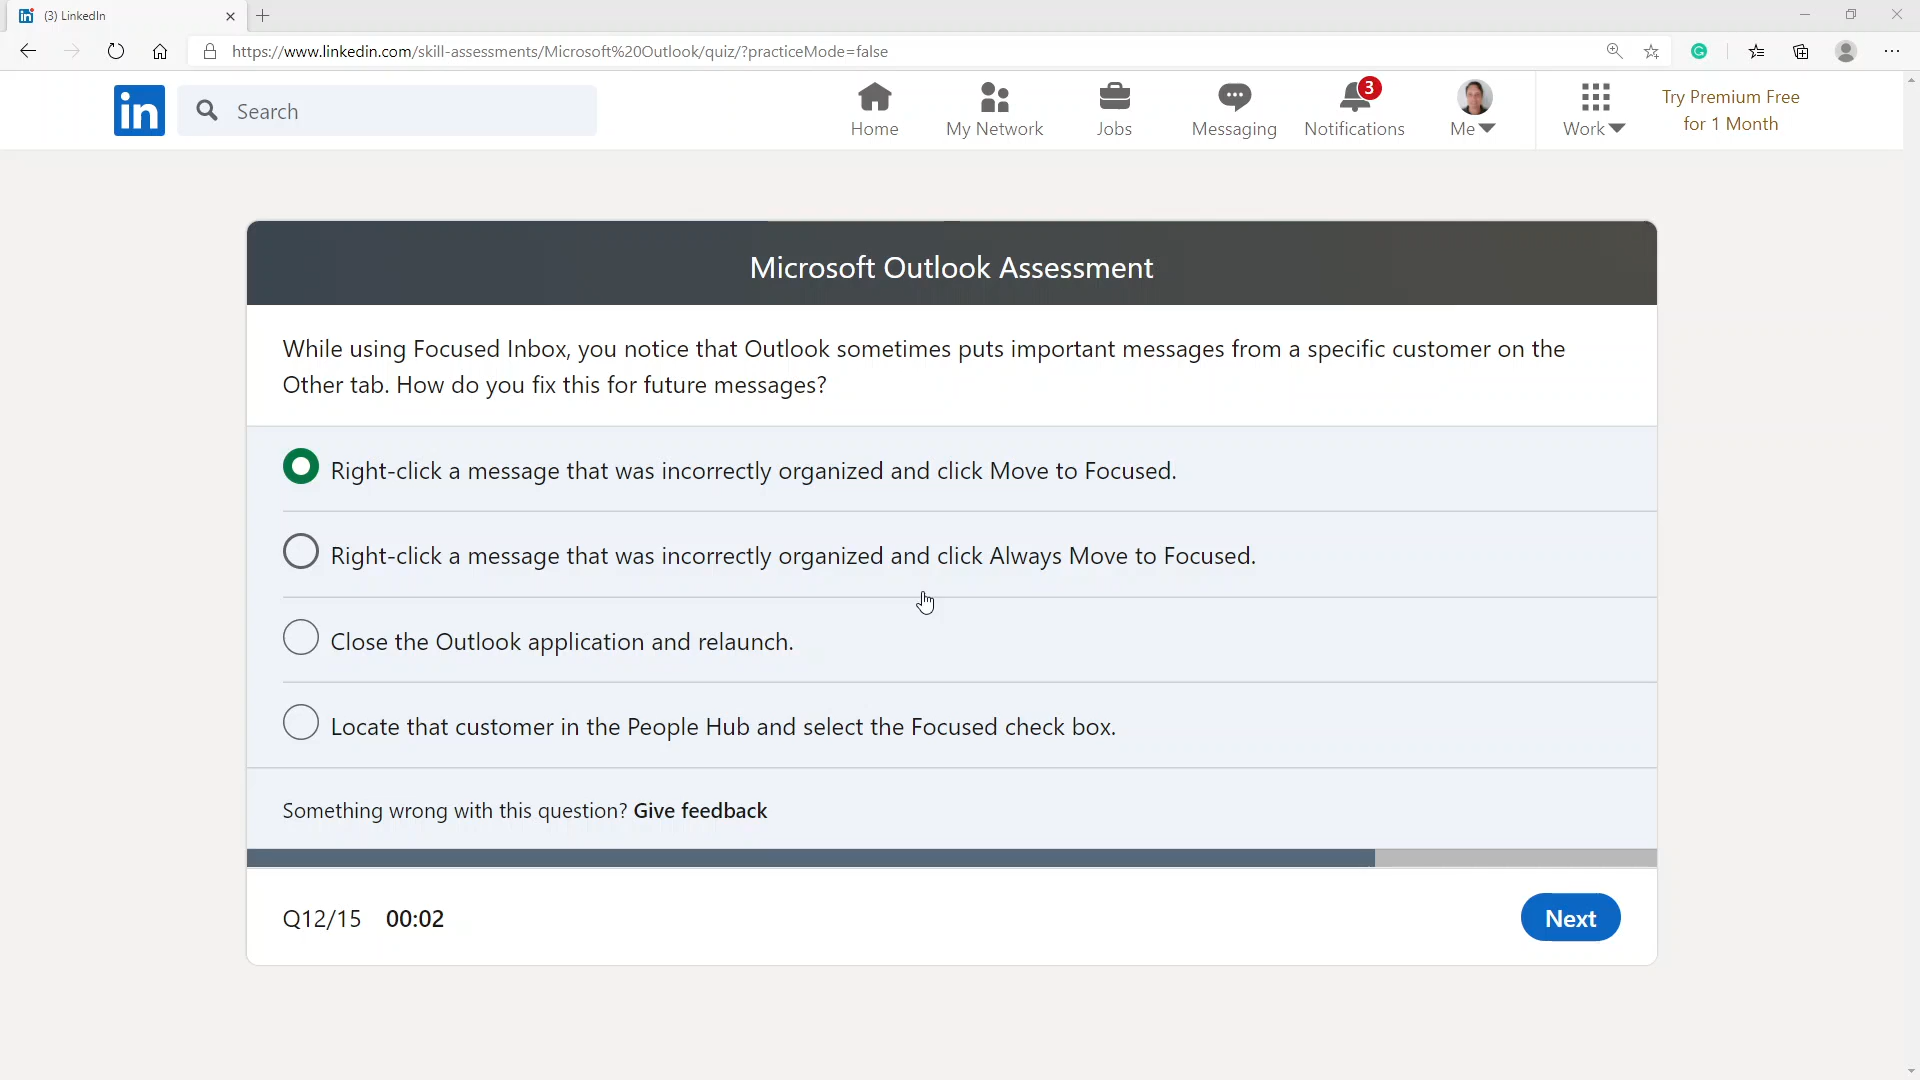 (3) LinkedIn
https://www.linkedin.com/skill-assessments/Microsoft%20Outlook/quiz/?practiceMode=false
in
Search
Home
My Network
Jobs
Messaging
3
Notifications
Me
Work
Try Premium Free
for 1 Month
Microsoft Outlook Assessment
While using Focused Inbox, you notice that Outlook sometimes puts important messages from a specific customer on the
Other tab. How do you fix this for future messages?
Right-click a message that was incorrectly organized and click Move to Focused.
Right-click a message that was incorrectly organized and click Always Move to Focused.
Close the Outlook application and relaunch.
Locate that customer in the People Hub and select the Focused check box.
Something wrong with this question? Give feedback
Q12/15 00:02
Next